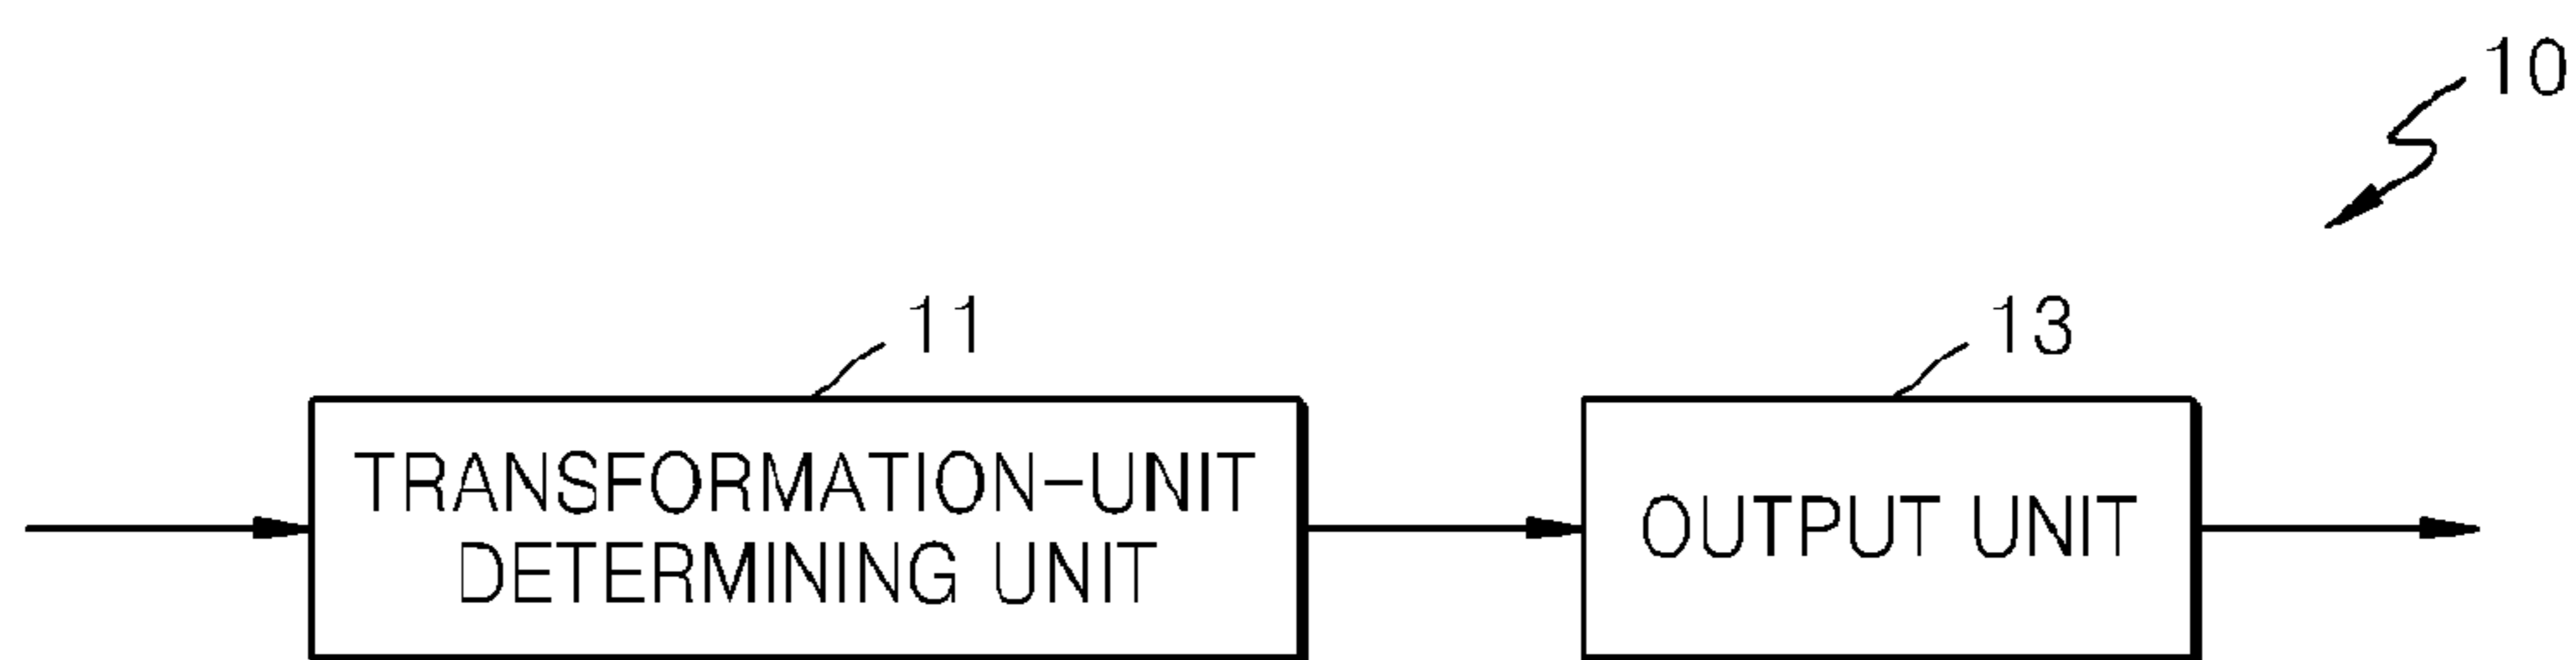 10
11
13
TRANSFORMATION-UNIT
DETERMINING UNIT
OUTPUT UNIT